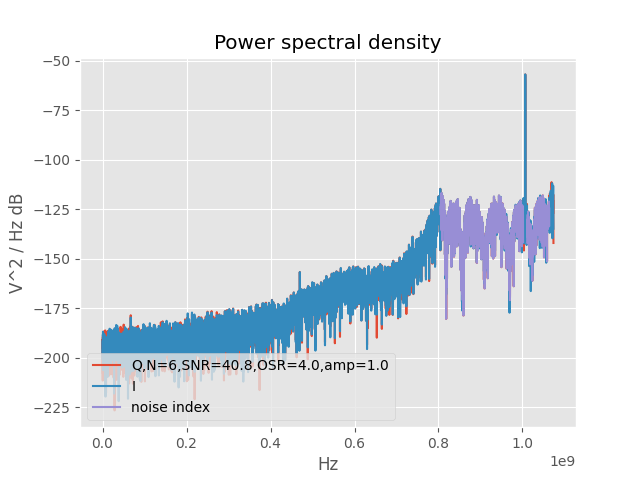 Power spectral density
−50
−75
−100
−125
−150
−175
−200
−225
V^2 / Hz dB
Q,N=6,SNR=40.8,OSR=4.0,amp=1.0
I
noise index
0.0 0.2 0.4 0.6 0.8 1.0
1e9
Hz